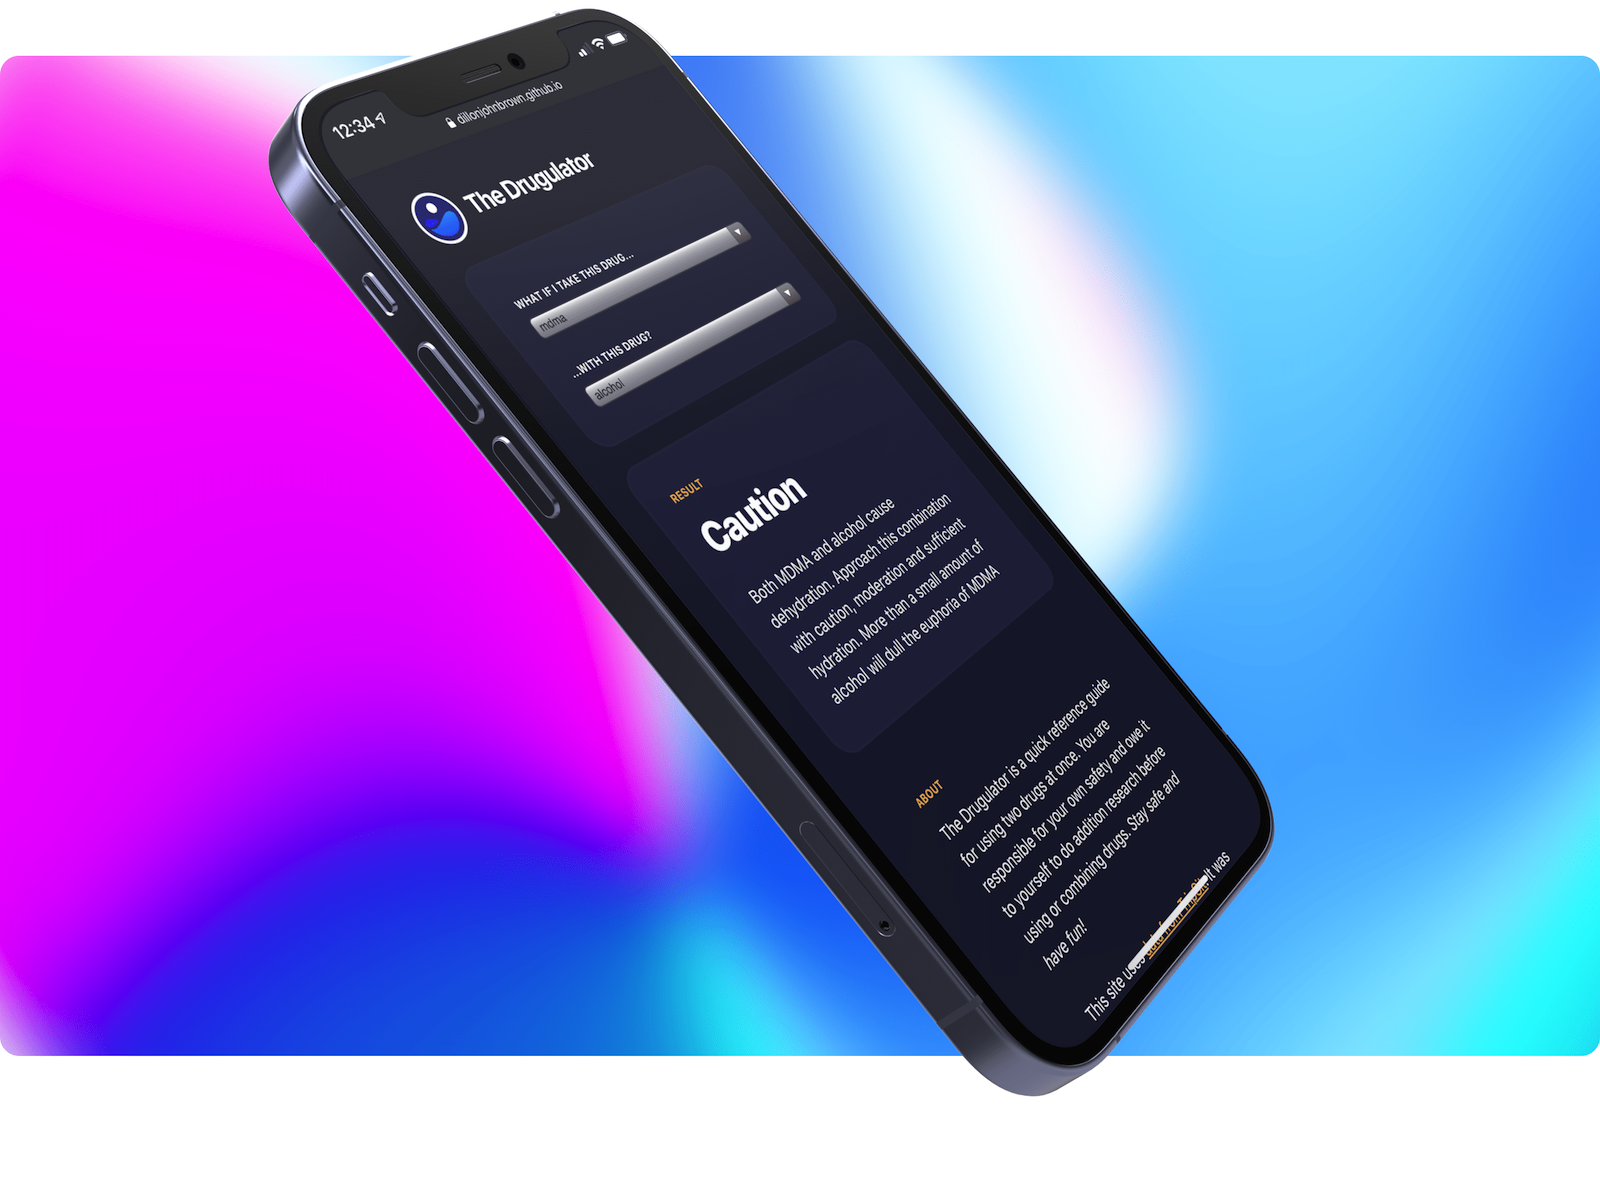 12:34
dillonjohnbrown.github.io
The Drugulator
WHAT IF I TAKE THIS DRUG...
mdma
...WITH THIS DRUG?
alcohol
RESULT
Caution
Both MDMA and alcohol cause
dehydration. Approach this combination
with caution, moderation and sufficient
hydration. More than a small amount of
alcohol will dull the euphoria of MDMA
ABOUT
The Drugulator is a quick reference guide
for using two drugs at once. You are
responsible for your own safety and owe it
to yourself to do addition research before
using or combining drugs. Stay safe and
have fun!
This site uses data from TripSit. It was